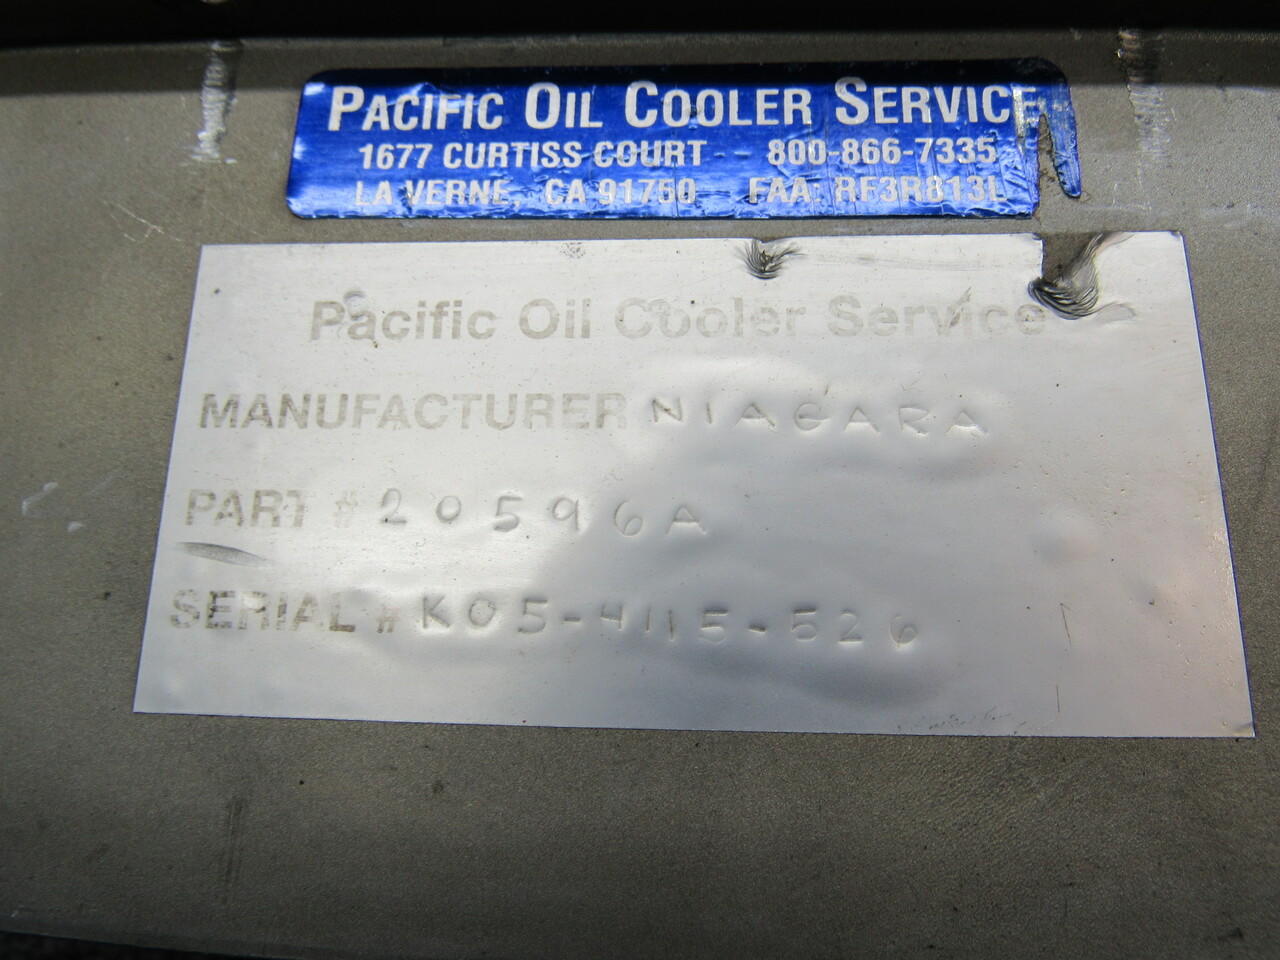 PACIFIC OIL COOLER SERVICE
1677 CURTISS COURT 800-866-7335
LA VERNE, CA 91750 FAA: RF3R813L
Pacific Oil Cooler Service
MANUFACTURER NIAGARA
PART # 20596A
SERIAL # K05-4115-526